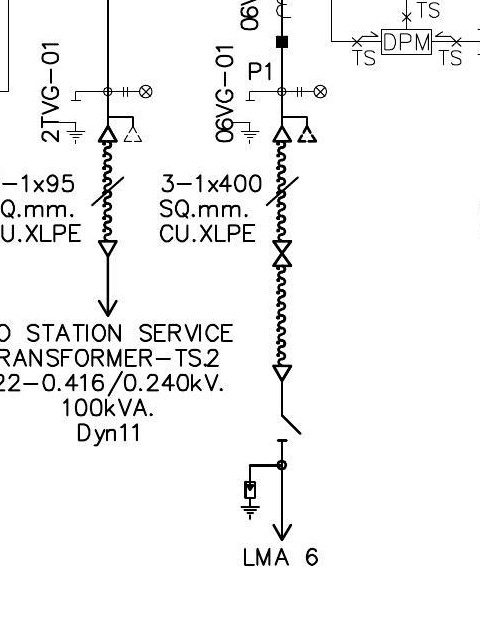 06V
TS
DPM
TS
TS
2TVG-01
06VG-01
P1
-1x95
Q.mm.
U.XLPE
3-1x400
SQ.mm.
CU.XLPE
O STATION SERVICE
RANSFORMER-TS.2
22-0.416/0.240kV.
100kVA.
Dyn11
LMA 6